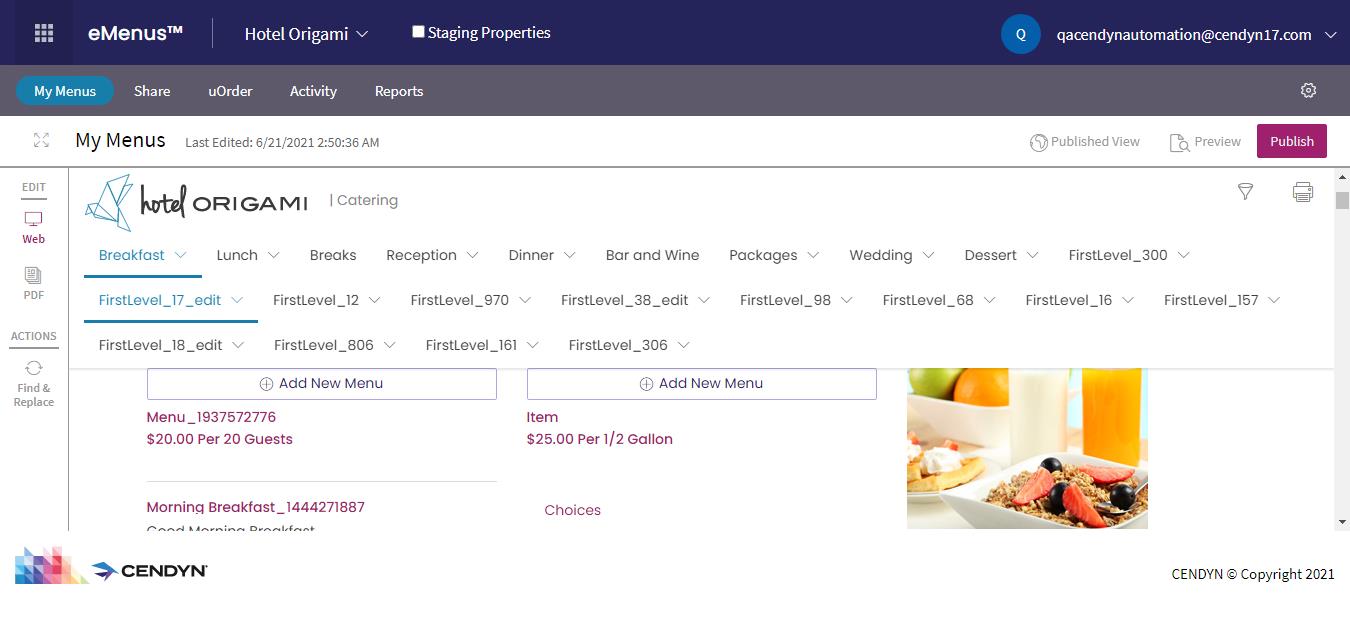 eMenus™ Hotel Origami Staging Properties Q qacendynautomation@cendyn17.com
My Menus Share uOrder Activity Reports
My Menus Last Edited: 6/21/2021 2:50:36 AM Published View Preview Publish
EDIT
Web
PDF
ACTIONS
Find &
Replace
hotel ORIGAMI | Catering
Breakfast Lunch Breaks Reception Dinner Bar and Wine Packages Wedding Dessert FirstLevel_300
FirstLevel_17_edit FirstLevel_12 FirstLevel_970 FirstLevel_38_edit FirstLevel_98 FirstLevel_68 FirstLevel_16 FirstLevel_157
FirstLevel_18_edit FirstLevel_806 FirstLevel_161 FirstLevel_306
Add New Menu Add New Menu
Menu_1937572776 Item
$20.00 Per 20 Guests $25.00 Per 1/2 Gallon
Morning Breakfast_1444271887 Choices
Good Morning Breakfast
CENDYN CENDYN © Copyright 2021